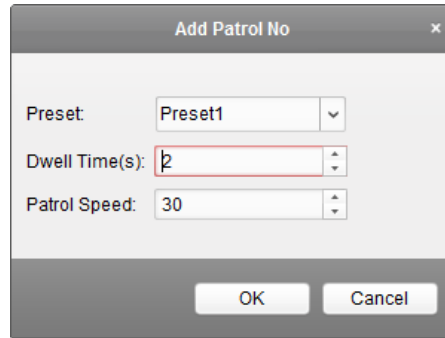 Add Patrol No
Preset: Preset1
Dwell Time(s): 2
Patrol Speed: 30
OK Cancel